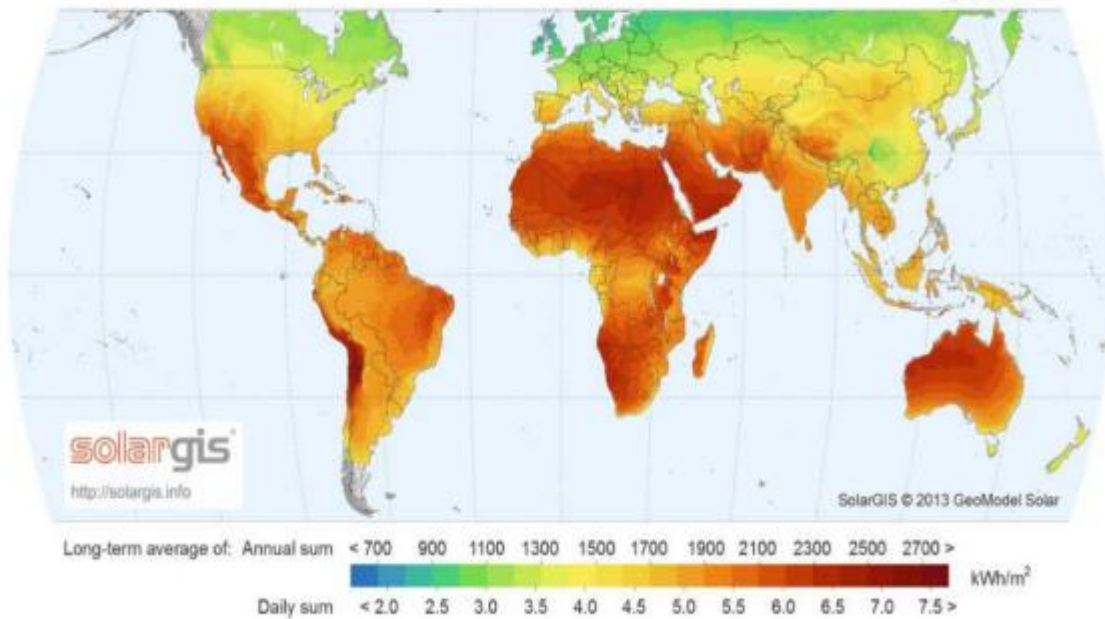 solargis
http://solargis.info
SolarGIS © 2013 GeoModel Solar
Long-term average of: Annual sum < 700 900 1100 1300 1500 1700 1900 2100 2300 2500 2700 >
kWh/m²
Daily sum < 2.0 2.5 3.0 3.5 4.0 4.5 5.0 5.5 6.0 6.5 7.0 7.5 >